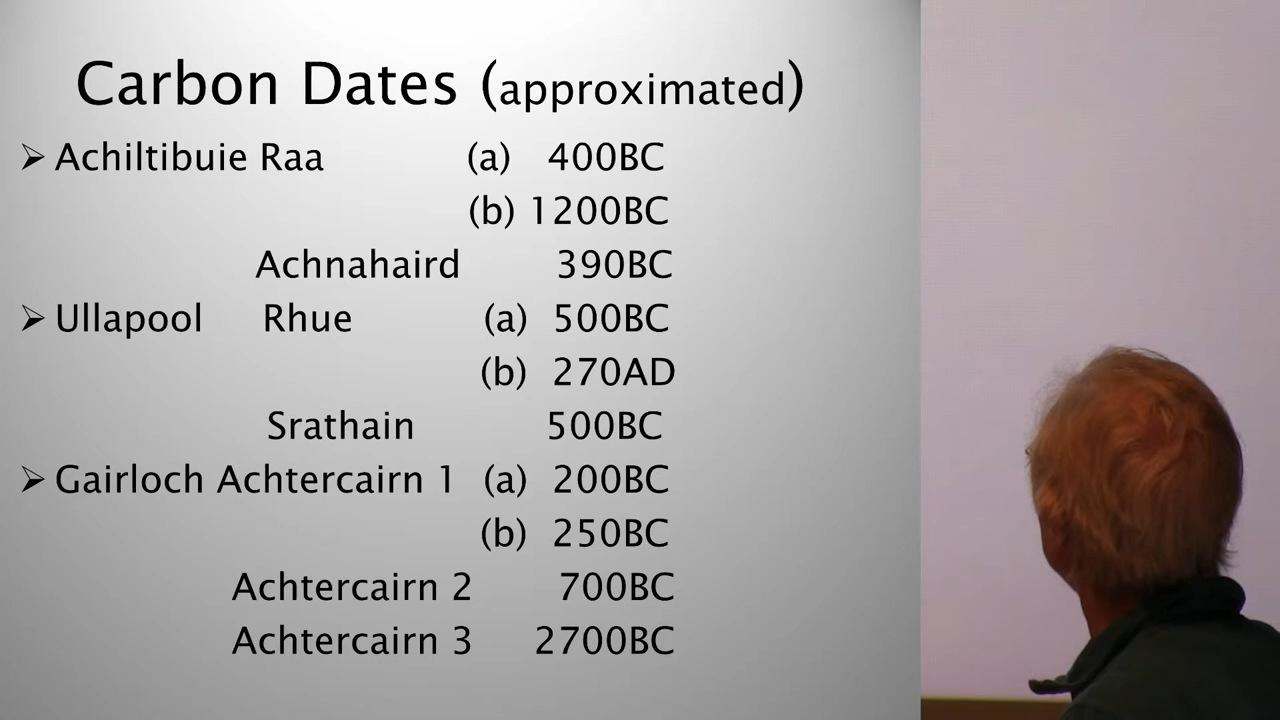 Carbon Dates (approximated)
➢ Achiltibuie Raa (a) 400BC
(b) 1200BC
Achnahaird 390BC
➢ Ullapool Rhue (a) 500BC
(b) 270AD
Srathain 500BC
➢ Gairloch Achtercairn 1 (a) 200BC
(b) 250BC
Achtercairn 2 700BC
Achtercairn 3 2700BC